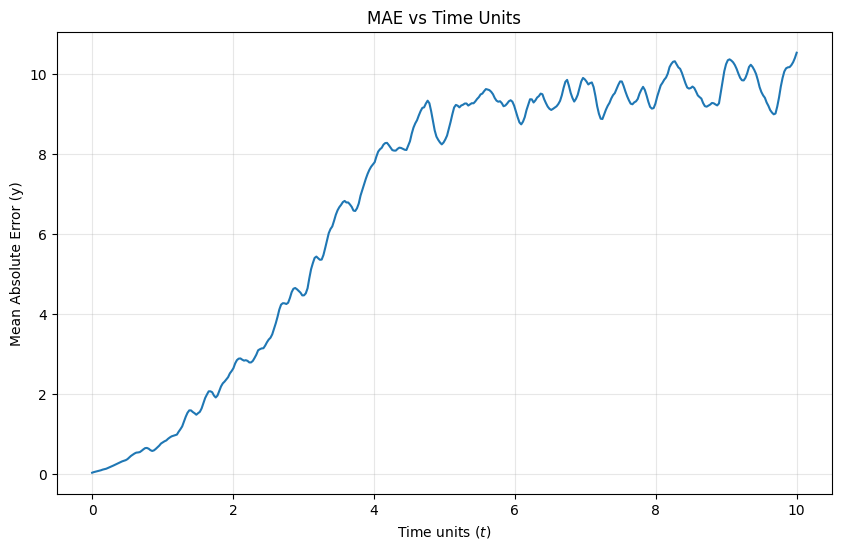 MAE vs Time Units
Mean Absolute Error (y)
10
8
6
4
2
0
0 2 4 6 8 10
Time units (t)